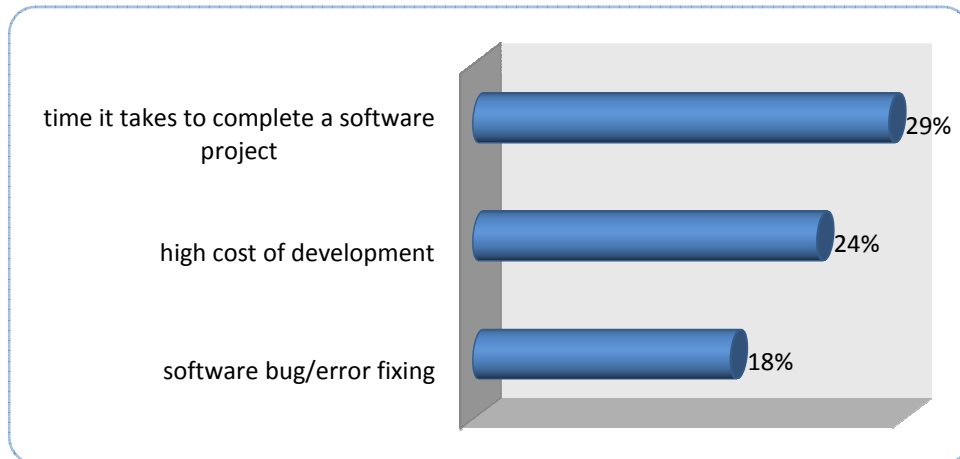 time it takes to complete a software
project
29%
high cost of development
24%
software bug/error fixing
18%